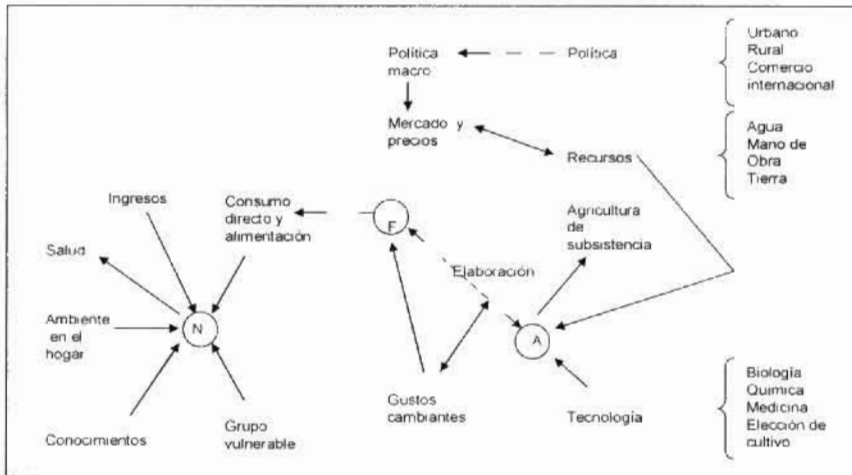 Política
macro
Política
Urbano
Rural
Comercio
internacional
Mercado y
precios
Recursos
Agua
Mano de
Obra
Tierra
Ingresos
Consumo
directo y
alimentación
F
Agricultura
de
subsistencia
Salud
Elaboración
Ambiente
en el
hogar
N
A
Conocimientos
Grupo
vulnerable
Gustos
cambiantes
Tecnología
Biología
Quimica
Medicina
Elección de
cultivo